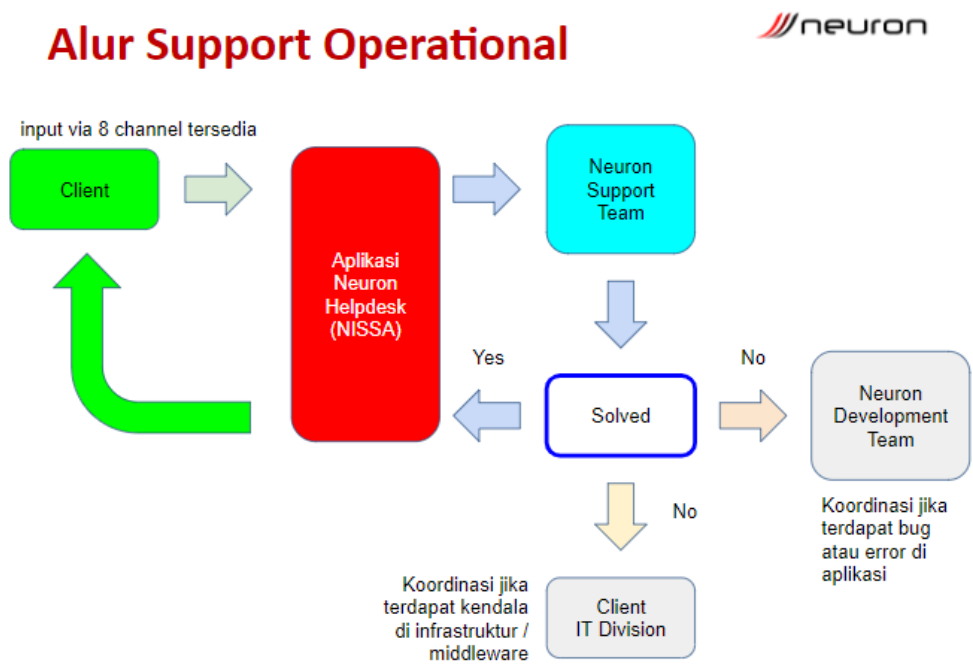 Alur Support Operational
neuron
input via 8 channel tersedia
Client
Aplikasi
Neuron
Helpdesk
(NISSA)
Neuron
Support
Team
Yes
Solved
No
Neuron
Development
Team
Koordinasi jika
terdapat bug
atau error di
aplikasi
No
Koordinasi jika
terdapat kendala
di infrastruktur /
middleware
Client
IT Division